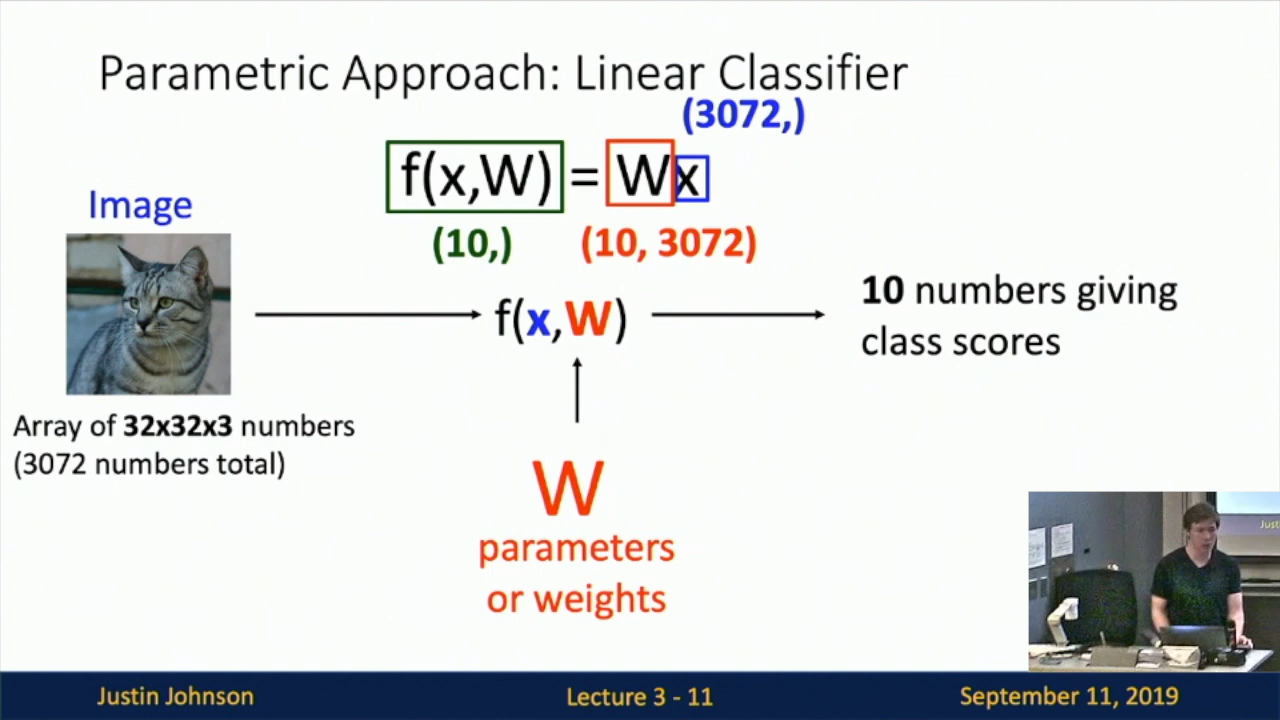 Parametric Approach: Linear Classifier
(3072,)
f(x,W) = Wx
(10,) (10, 3072)
Image
f(x,W)
10 numbers giving
class scores
Array of 32x32x3 numbers
(3072 numbers total)
W
parameters
or weights
Just
Justin Johnson
Lecture 3 - 11
September 11, 2019